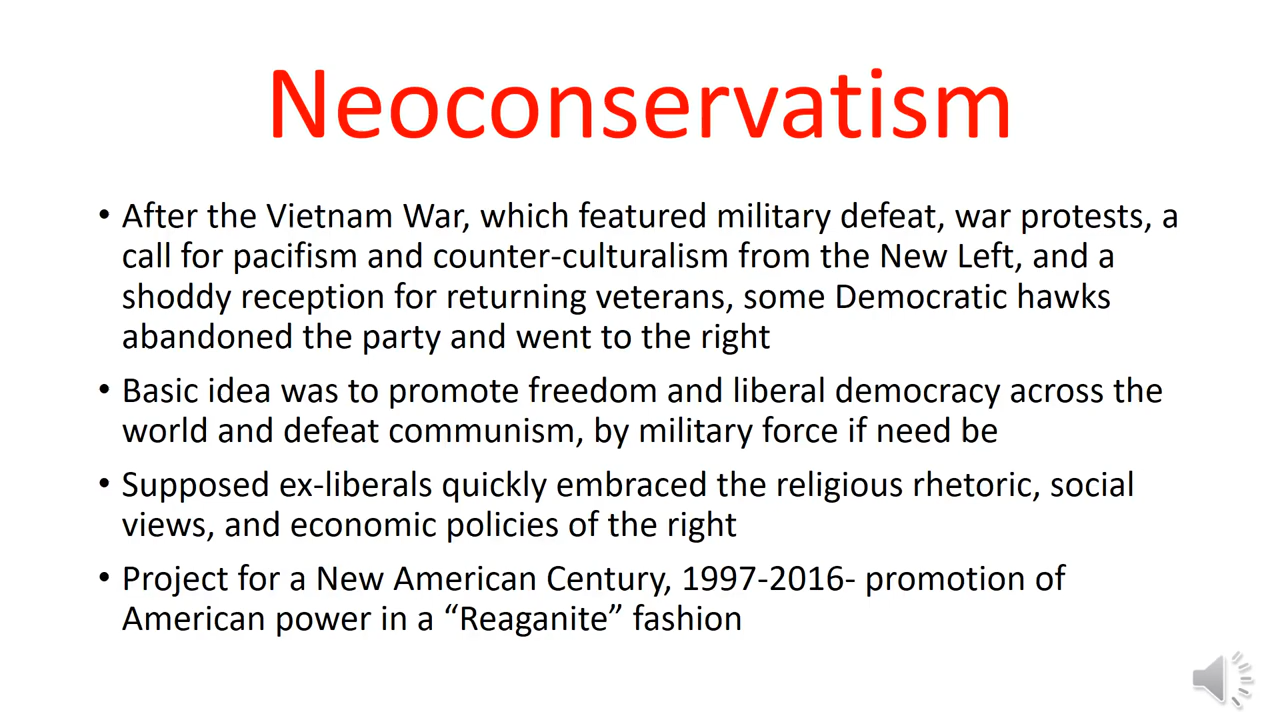 Neoconservatism
• After the Vietnam War, which featured military defeat, war protests, a
call for pacifism and counter-culturalism from the New Left, and a
shoddy reception for returning veterans, some Democratic hawks
abandoned the party and went to the right
• Basic idea was to promote freedom and liberal democracy across the
world and defeat communism, by military force if need be
• Supposed ex-liberals quickly embraced the religious rhetoric, social
views, and economic policies of the right
• Project for a New American Century, 1997-2016- promotion of
American power in a “Reaganite” fashion